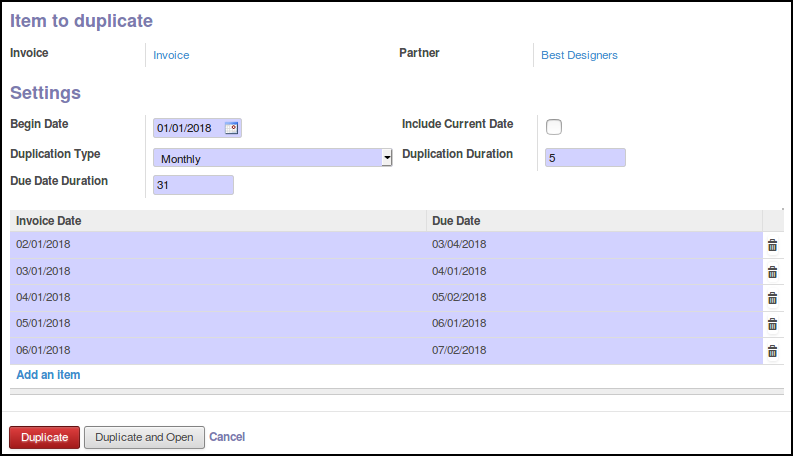 Item to duplicate
Invoice Invoice Partner Best Designers
Settings
Begin Date 01/01/2018 Include Current Date
Duplication Type Monthly Duplication Duration 5
Due Date Duration 31
Invoice Date Due Date
02/01/2018 03/04/2018
03/01/2018 04/01/2018
04/01/2018 05/02/2018
05/01/2018 06/01/2018
06/01/2018 07/02/2018
Add an item
Duplicate Duplicate and Open Cancel